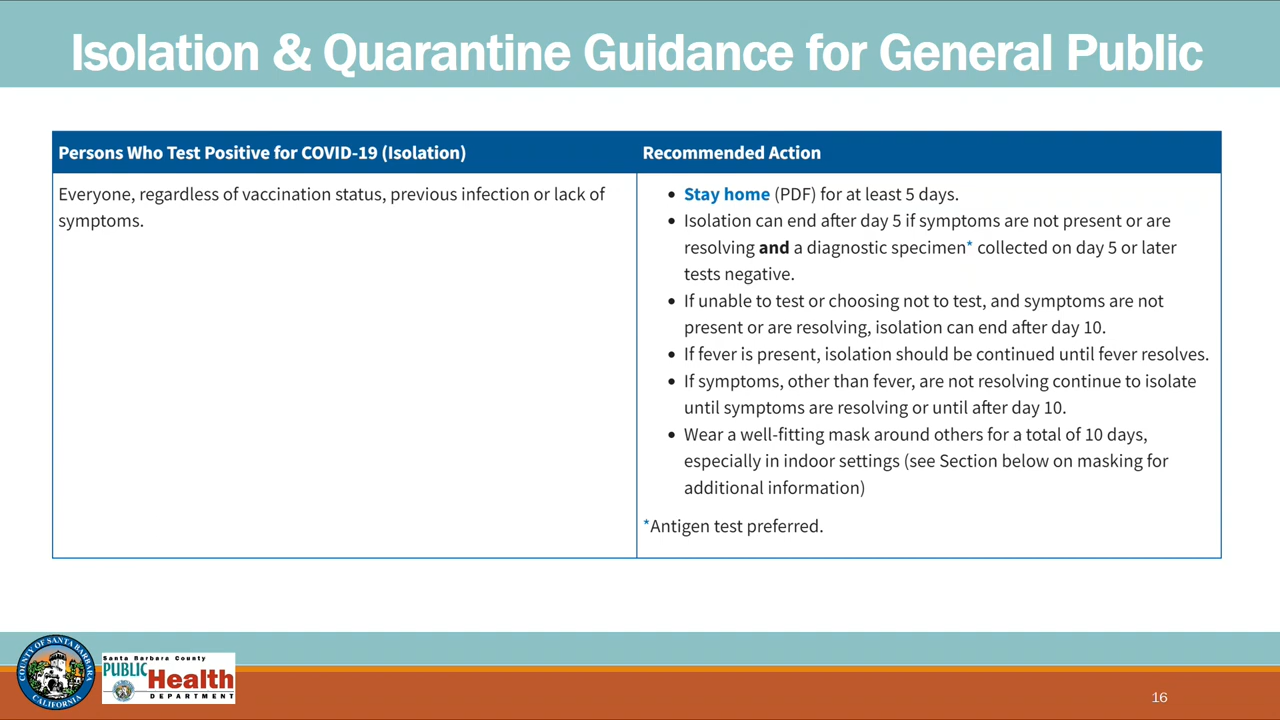 Isolation & Quarantine Guidance for General Public
Persons Who Test Positive for COVID-19 (Isolation)
Recommended Action
Everyone, regardless of vaccination status, previous infection or lack of
symptoms.
• Stay home (PDF) for at least 5 days.
• Isolation can end after day 5 if symptoms are not present or are
resolving and a diagnostic specimen* collected on day 5 or later
tests negative.
• If unable to test or choosing not to test, and symptoms are not
present or are resolving, isolation can end after day 10.
• If fever is present, isolation should be continued until fever resolves.
• If symptoms, other than fever, are not resolving continue to isolate
until symptoms are resolving or until after day 10.
• Wear a well-fitting mask around others for a total of 10 days,
especially in indoor settings (see Section below on masking for
additional information)
*Antigen test preferred.
COUNTY OF SANTA BARBARA
CALIFORNIA
Santa Barbara County
PUBLIC
Health
DEPARTMENT
16